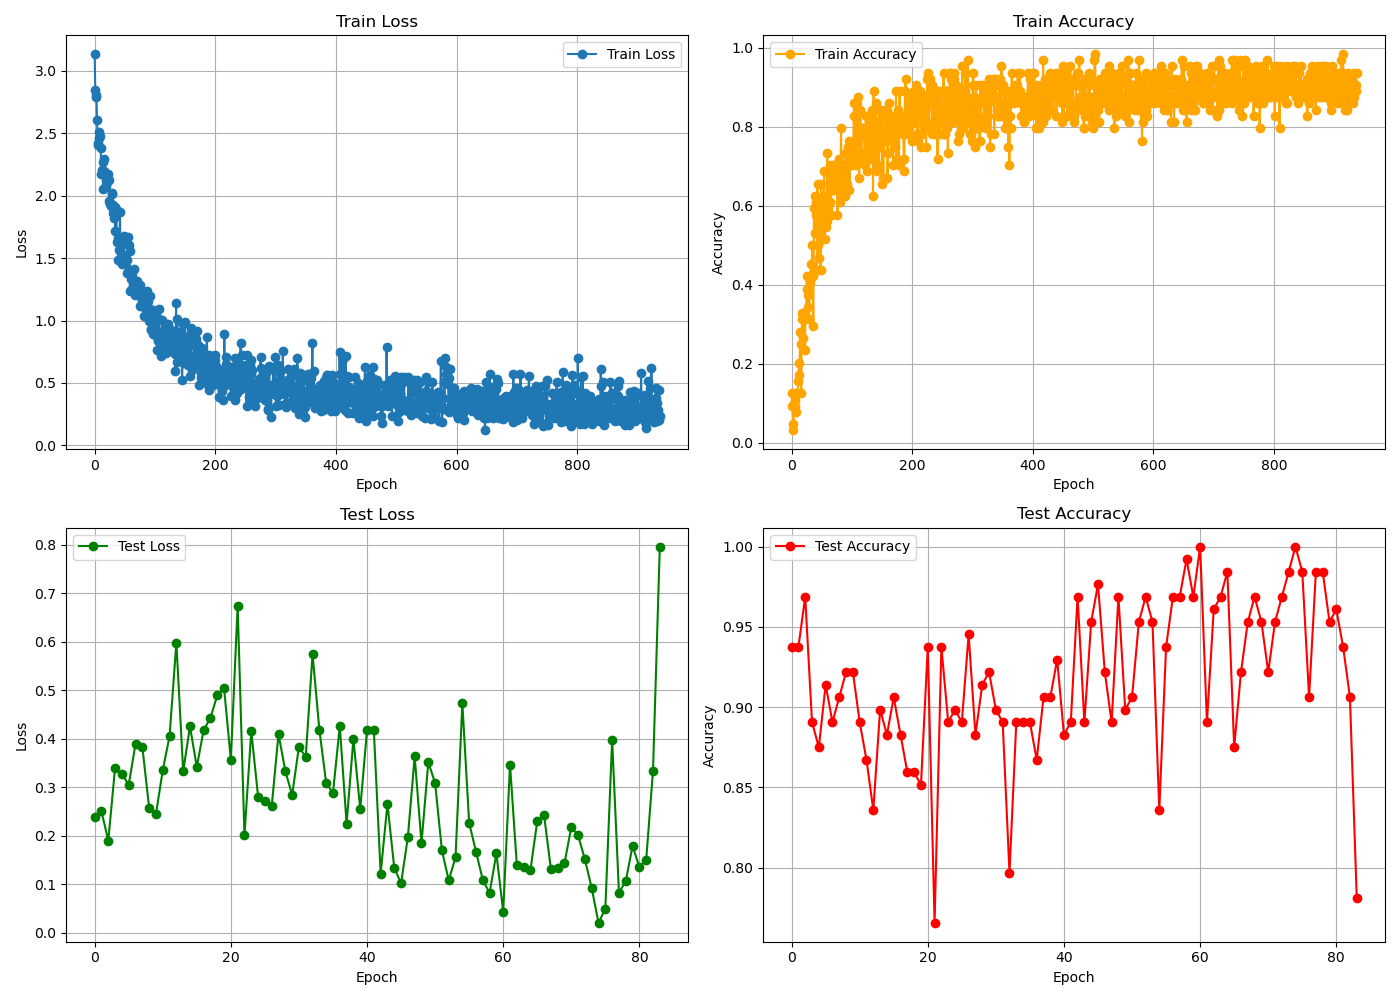 Train Loss
Train Loss
3.0
2.5
2.0
1.5
1.0
0.5
0.0
Loss
0 200 400 600 800
Epoch
Train Accuracy
Train Accuracy
1.0
0.8
0.6
0.4
0.2
0.0
Accuracy
0 200 400 600 800
Epoch
Test Loss
Test Loss
0.8
0.7
0.6
0.5
0.4
0.3
0.2
0.1
0.0
Loss
0 20 40 60 80
Epoch
Test Accuracy
Test Accuracy
1.00
0.95
0.90
0.85
0.80
Accuracy
0 20 40 60 80
Epoch